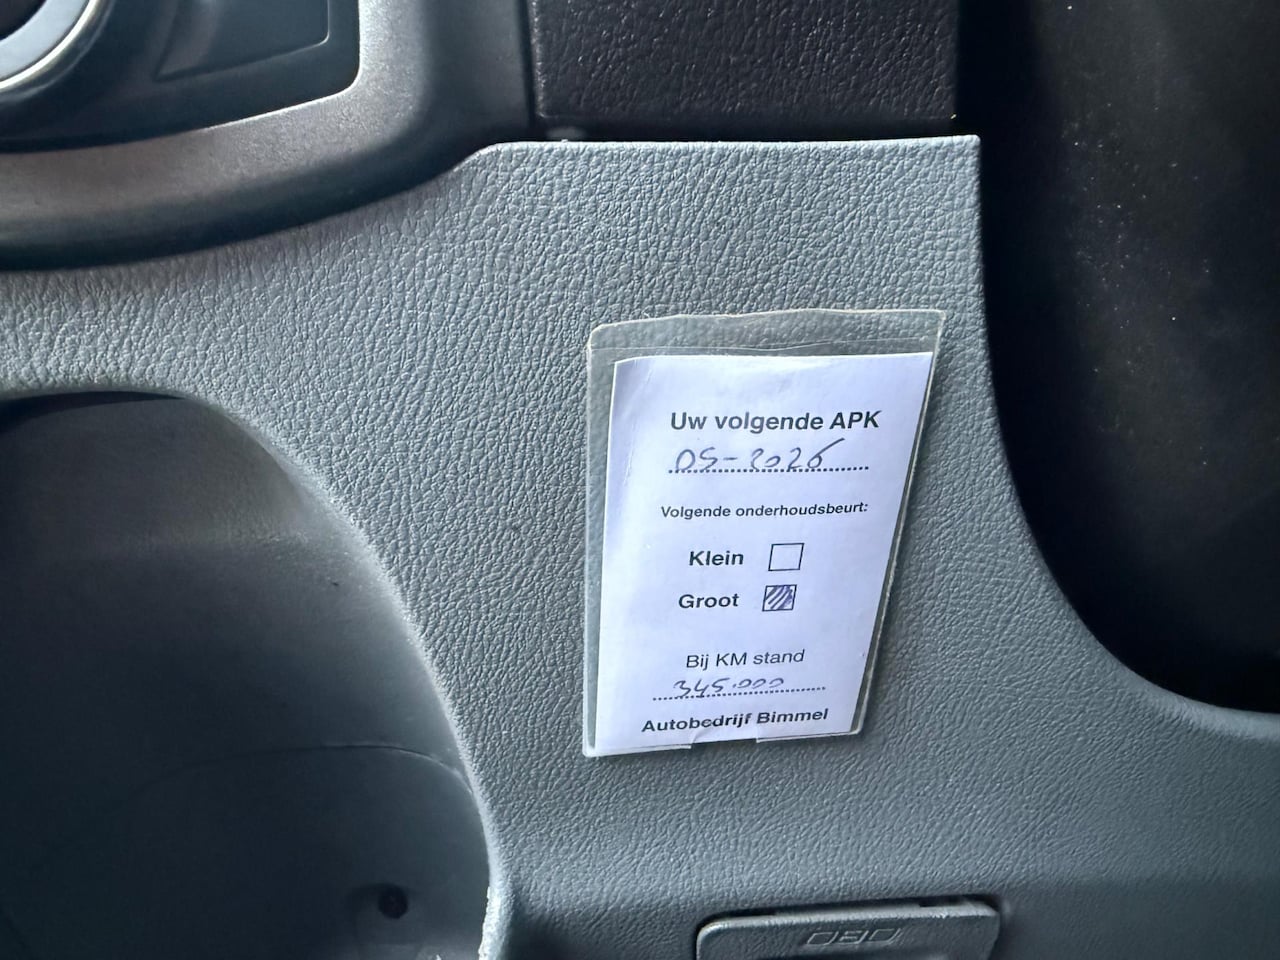 Uw volgende APK
05-2026
Volgende onderhoudsbeurt:
Klein
Groot
Bij KM stand
345.000
Autobedrijf Bimmel
OBD